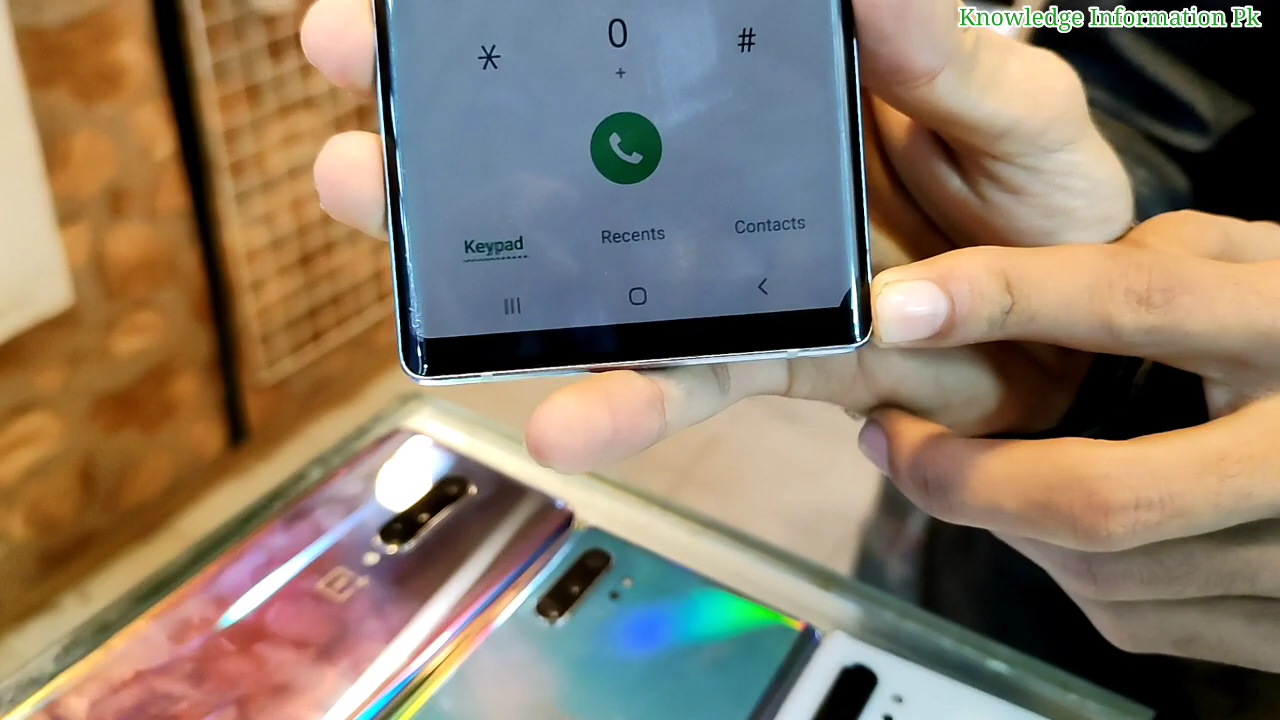 Knowledge Information Pk
0
* #
+
Keypad Recents Contacts